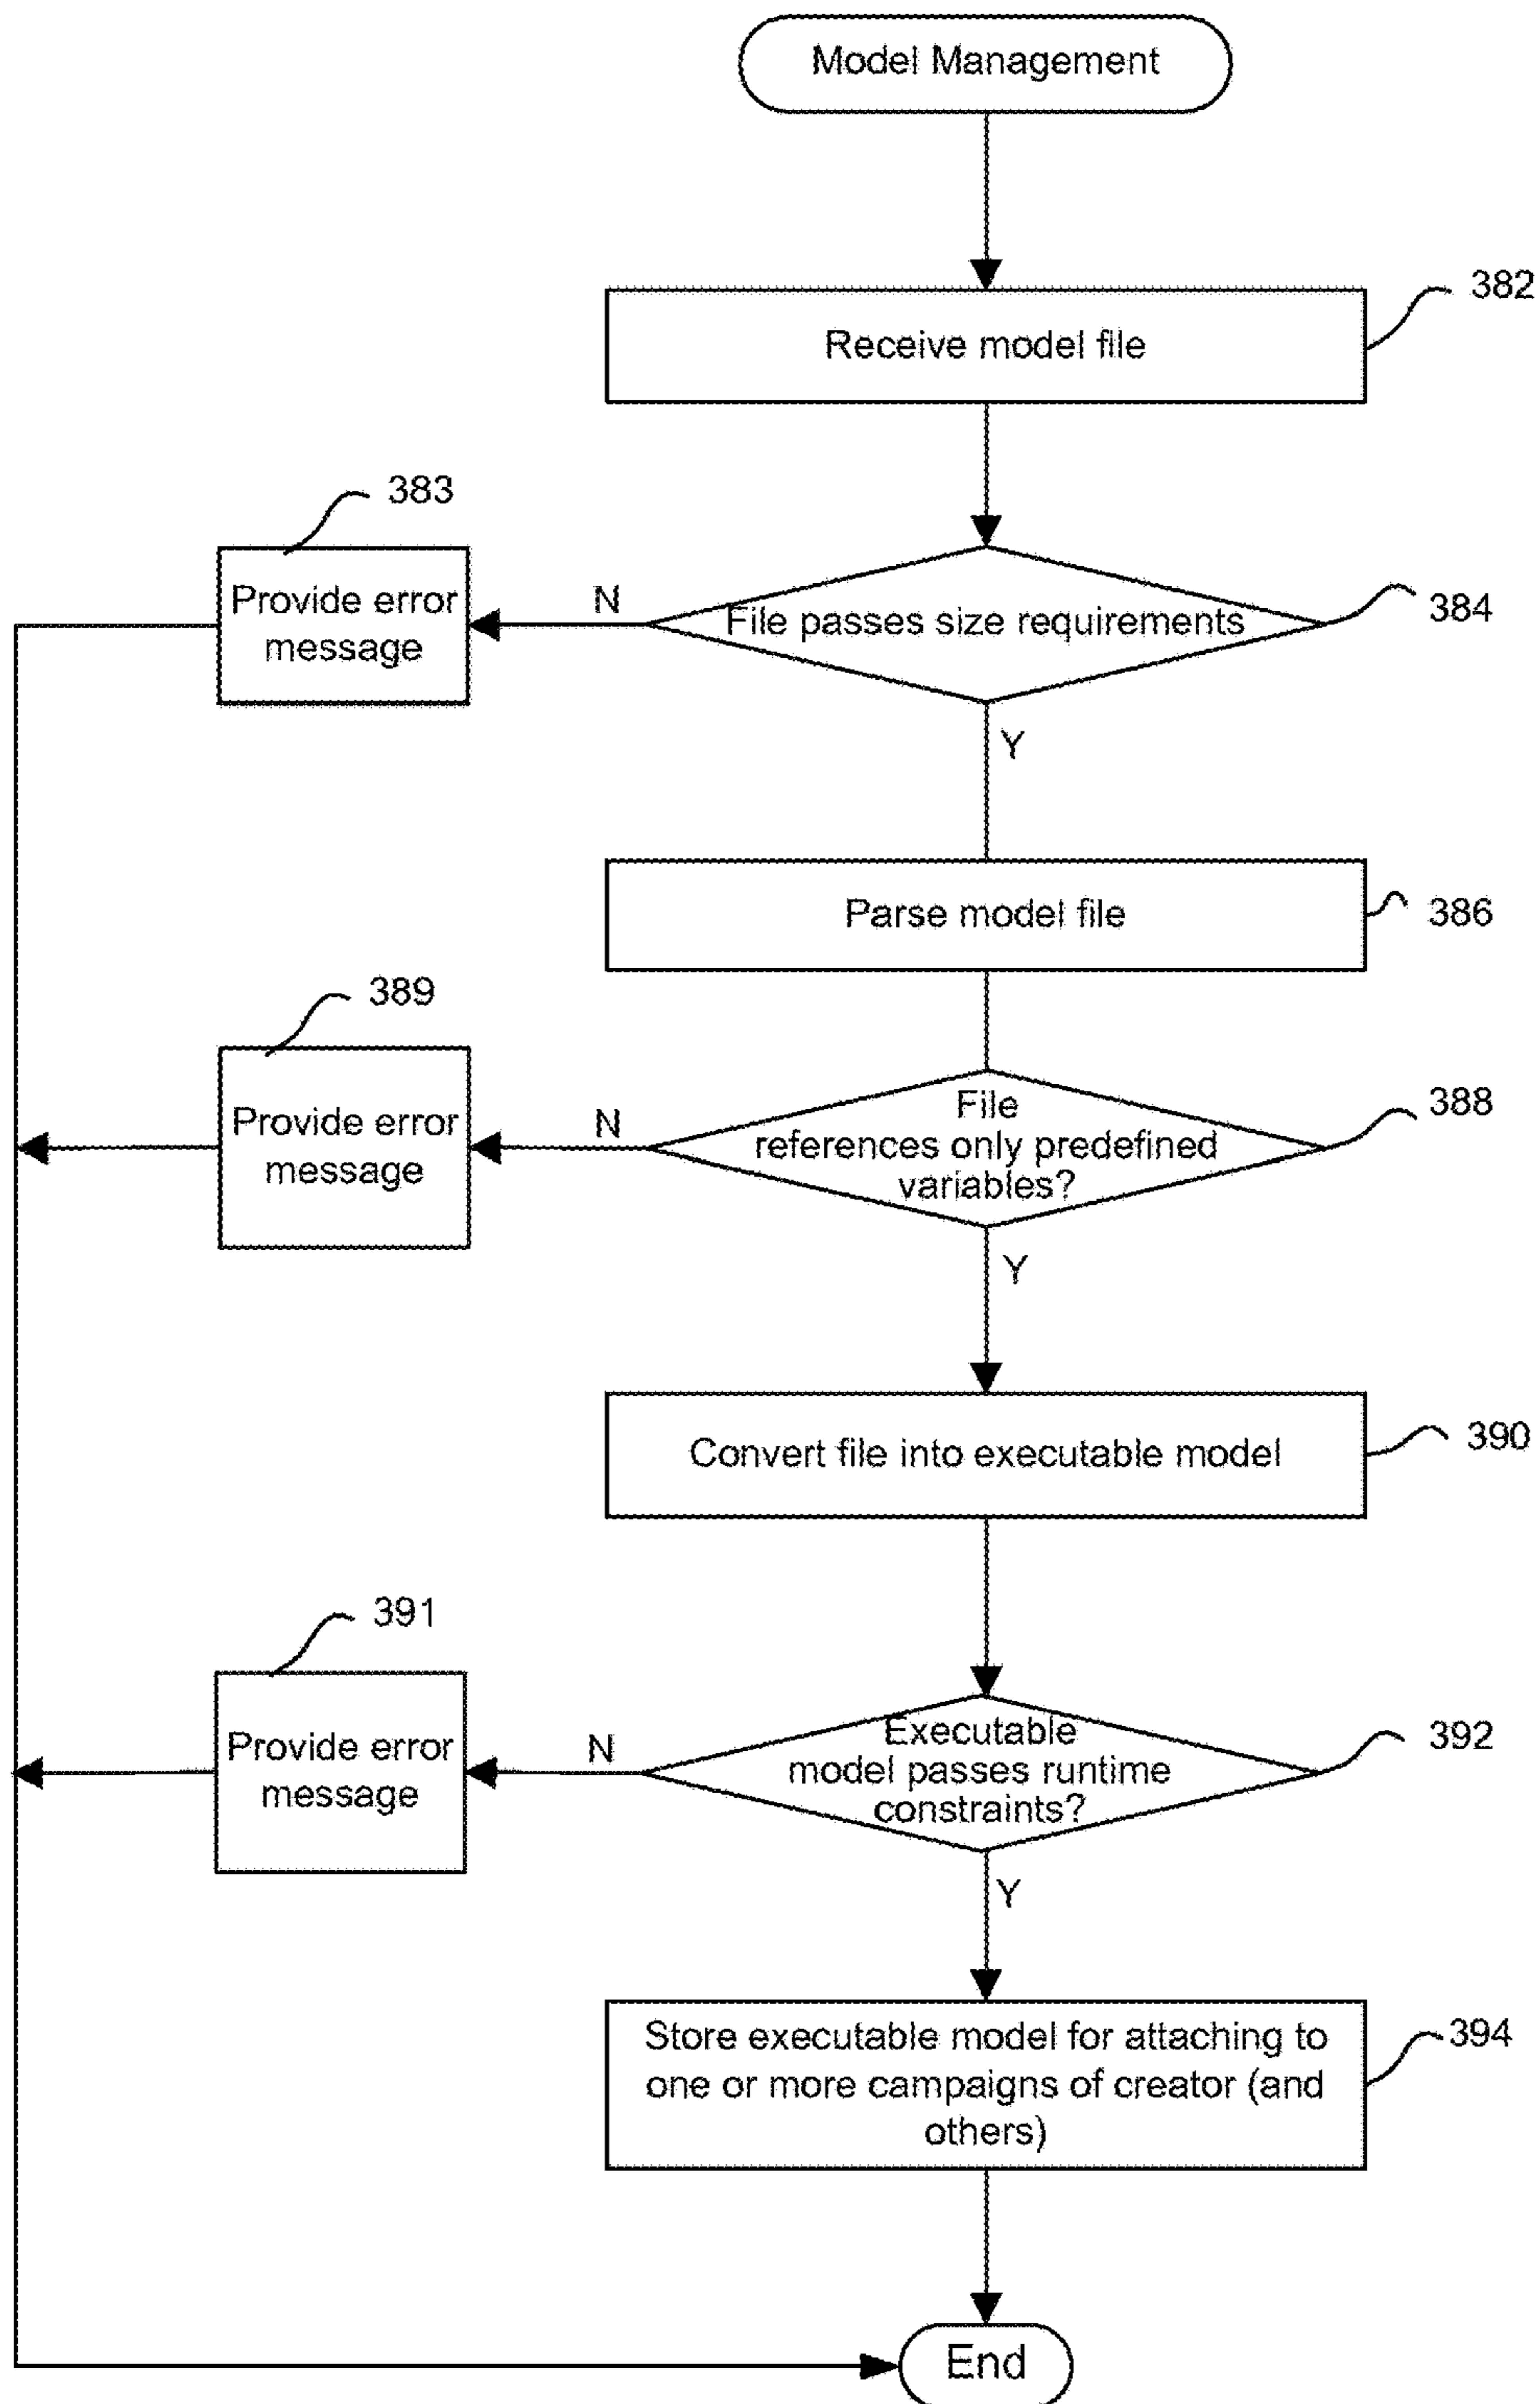 Model Management
382
Receive model file
383
Provide error
message
N
File passes size requirements
384
Y
Parse model file
386
389
Provide error
message
N
File
references only predefined
variables?
388
Y
Convert file into executable model
390
391
Provide error
message
N
Executable
model passes runtime
constraints?
392
Y
Store executable model for attaching to
one or more campaigns of creator (and
others)
394
End